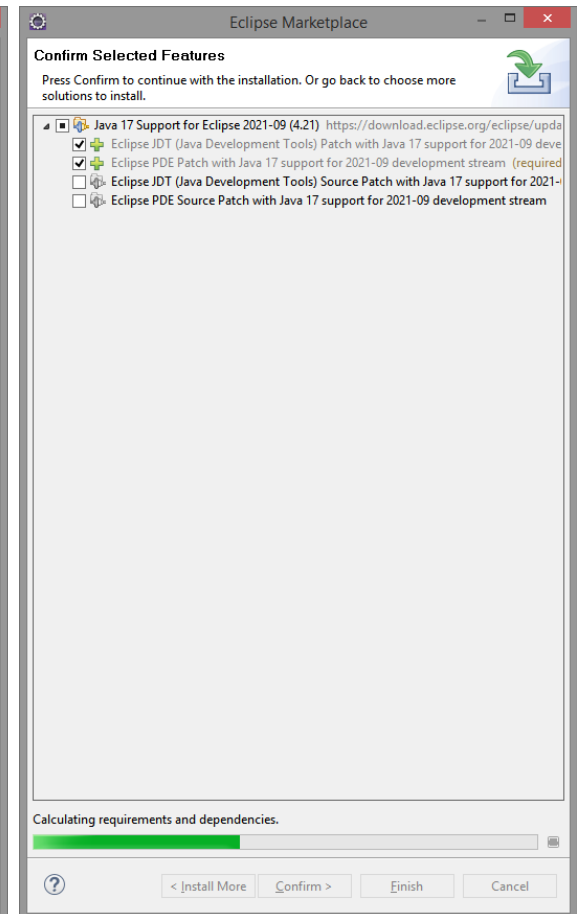 Eclipse Marketplace
Confirm Selected Features
Press Confirm to continue with the installation. Or go back to choose more
solutions to install.
Java 17 Support for Eclipse 2021-09 (4.21) https://download.eclipse.org/eclipse/upda
Eclipse JDT (Java Development Tools) Patch with Java 17 support for 2021-09 deve
Eclipse PDE Patch with Java 17 support for 2021-09 development stream (required
Eclipse JDT (Java Development Tools) Source Patch with Java 17 support for 2021-
Eclipse PDE Source Patch with Java 17 support for 2021-09 development stream
Calculating requirements and dependencies.
< Install More Confirm > Finish Cancel